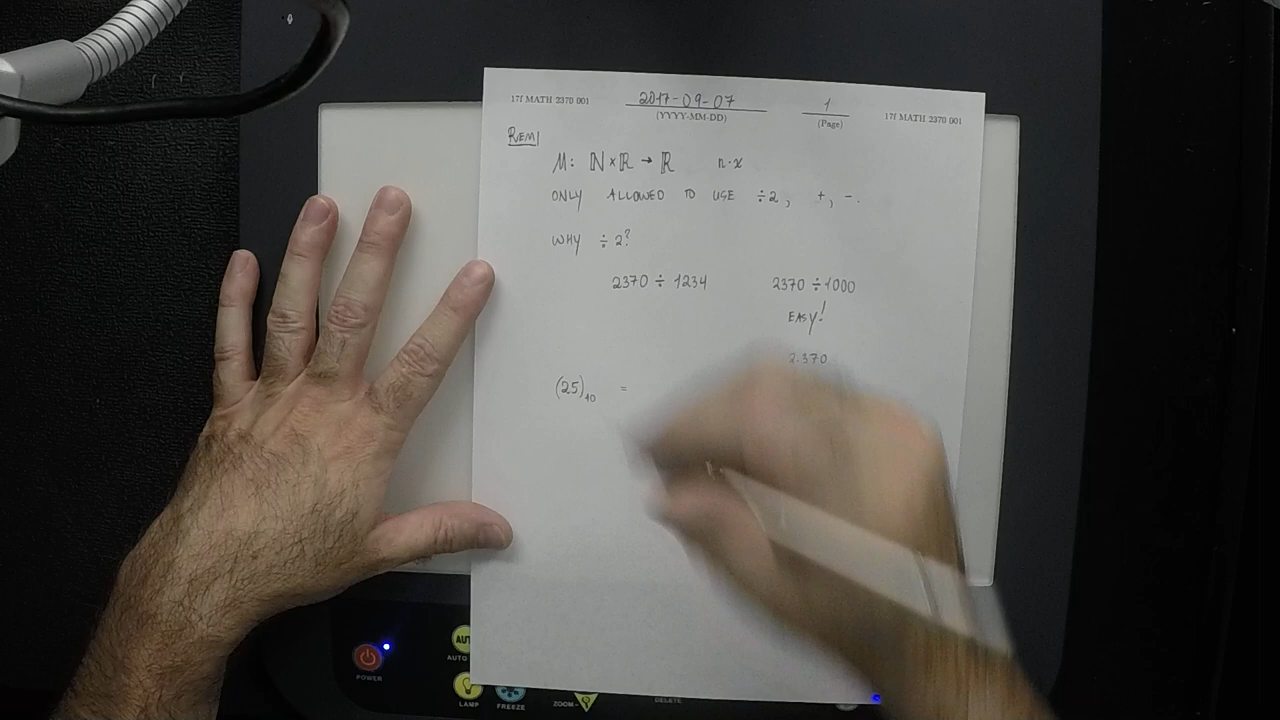 17f MATH 2370 001 2017-09-07 1 17f MATH 2370 001
(YYYY-MM-DD) (Page)
REM
M: ℕ × ℝ → ℝ n·x
ONLY ALLOWED TO USE ÷2, +, -.
WHY ÷ 2?
2370 ÷ 1234 2370 ÷ 1000
EASY!
2.370
(25)₁₀ =
POWER
AUTO
LAMP
FREEZE
ZOOM-
DELETE